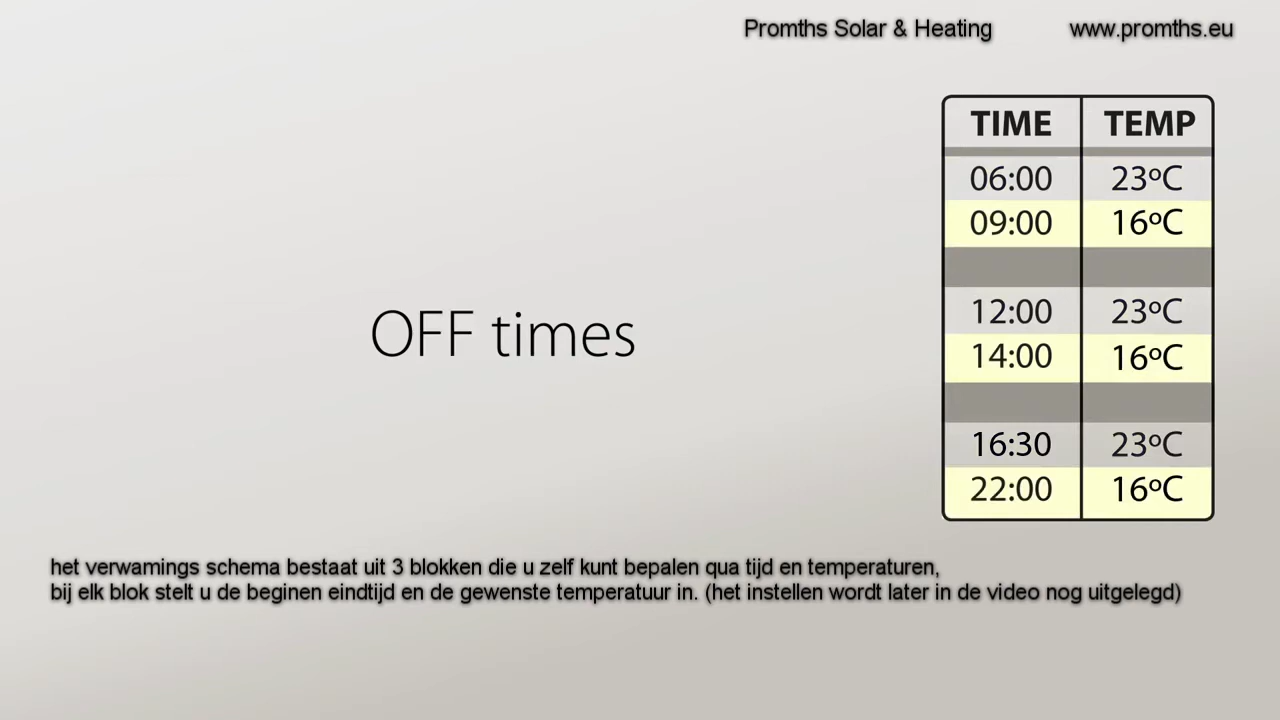 Promths Solar & Heating www.promths.eu
TIME TEMP
06:00 23ºC
09:00 16ºC
12:00 23ºC
14:00 16ºC
16:30 23ºC
22:00 16ºC
OFF times
het verwamings schema bestaat uit 3 blokken die u zelf kunt bepalen qua tijd en temperaturen,
bij elk blok stelt u de beginen eindtijd en de gewenste temperatuur in. (het instellen wordt later in de video nog uitgelegd)